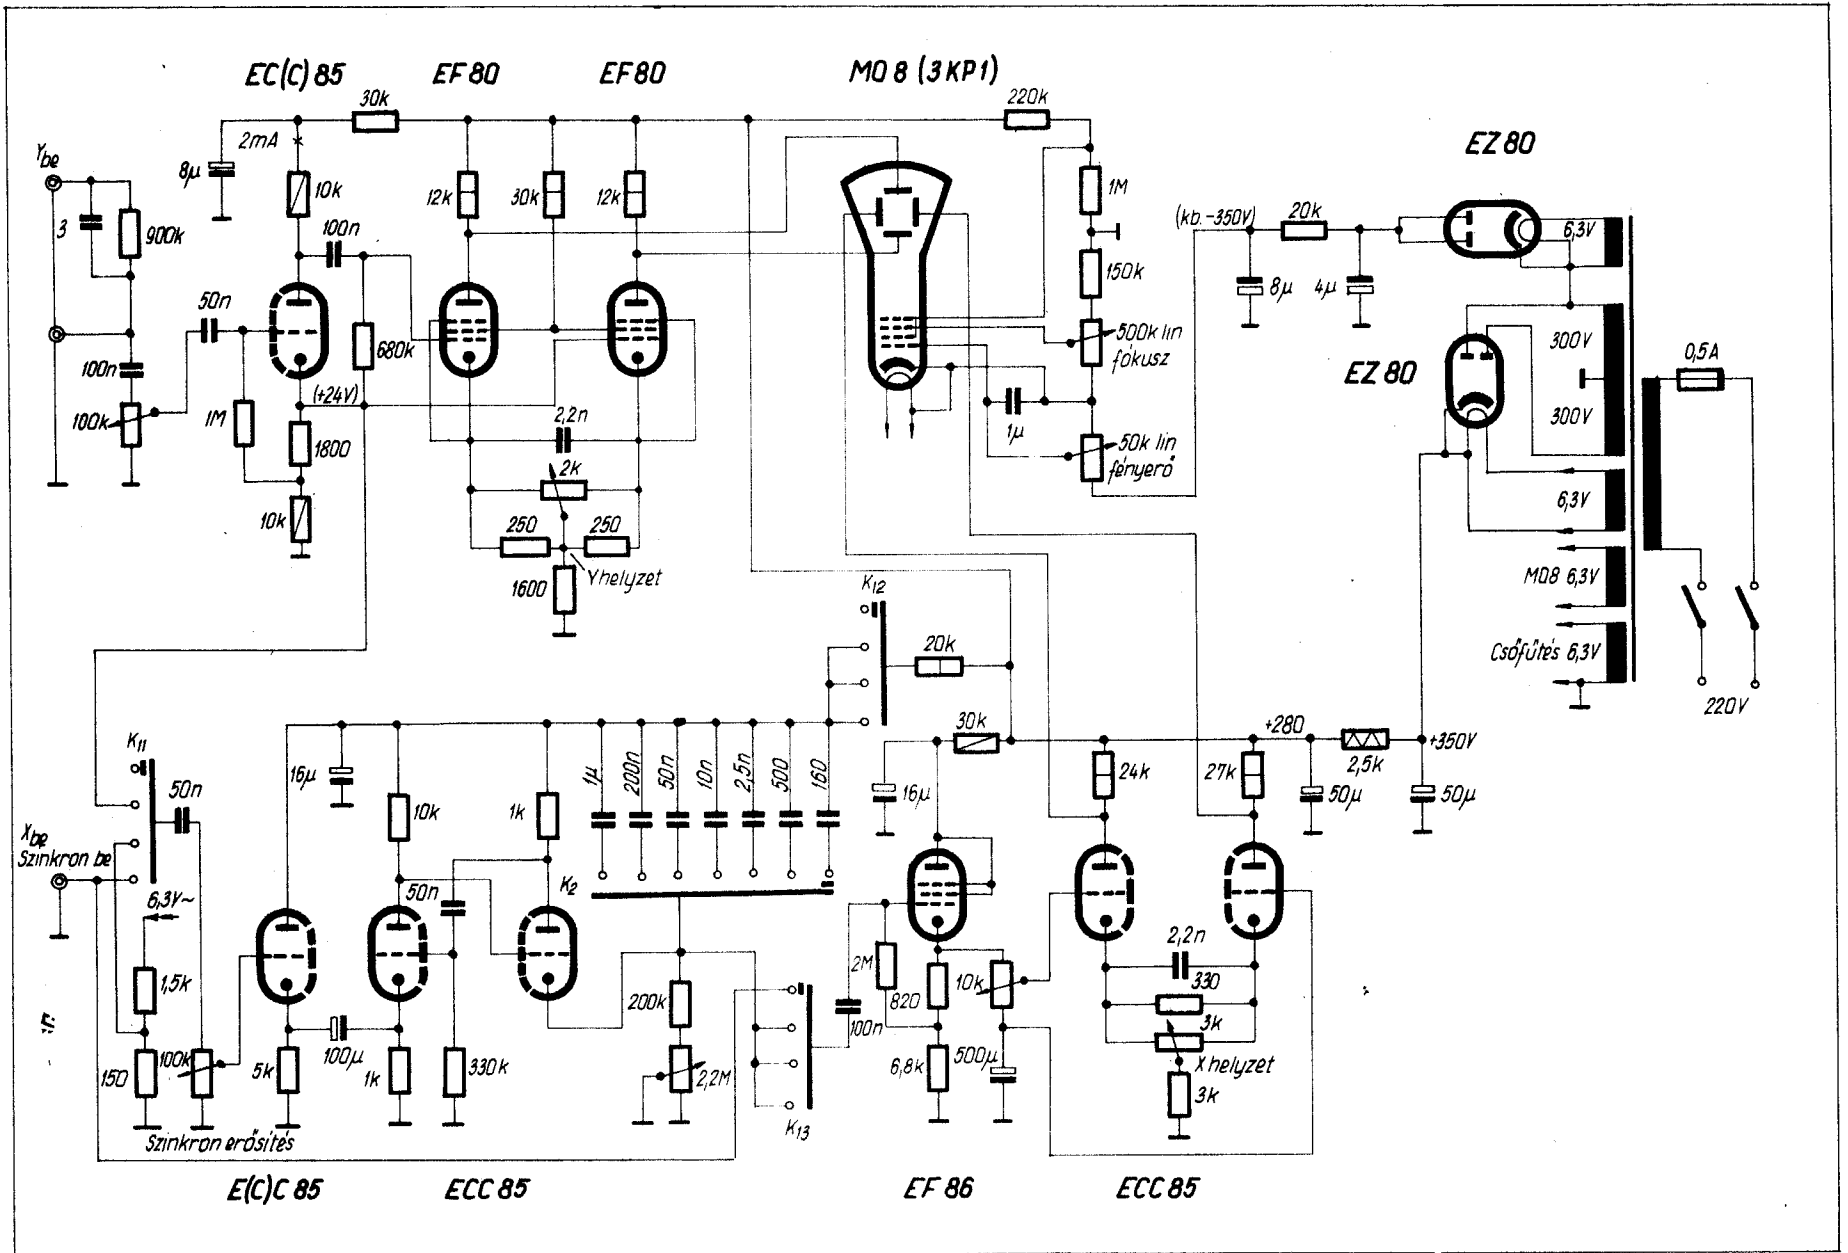 EC(C) 85
EF 80
EF 80
MO 8 (3 KP 1)
EZ 80
30k
220k
2mA
8μ
10k
12k
30k
12k
1M
Ybe
3
900k
100n
50n
680k
100n
100k
1M
(+24V)
1800
10k
2,2n
2k
250
250
1600
Y helyzet
150k
500k lin
fókusz
1μ
50k lin
fényerő
(kb.-350V)
20k
8μ
4μ
6,3V
EZ 80
300V
300V
0,5A
6,3V
MO8 6,3V
Csőfűtés 6,3V
220V
K12
20k
30k
+280
2,5k
+350V
50μ
50μ
K11
50n
16μ
10k
1k
1μ
200n
50n
10n
2,5n
500
160
16μ
24k
27k
Xbe
Szinkron be
6,3V~
50n
K2
1,5k
150
100k
5k
100μ
1k
330k
200k
2,2M
100n
2M
820
10k
6,8k
500μ
2,2n
330
3k
X helyzet
3k
K13
Szinkron erősítés
E(C)C 85
ECC 85
EF 86
ECC 85